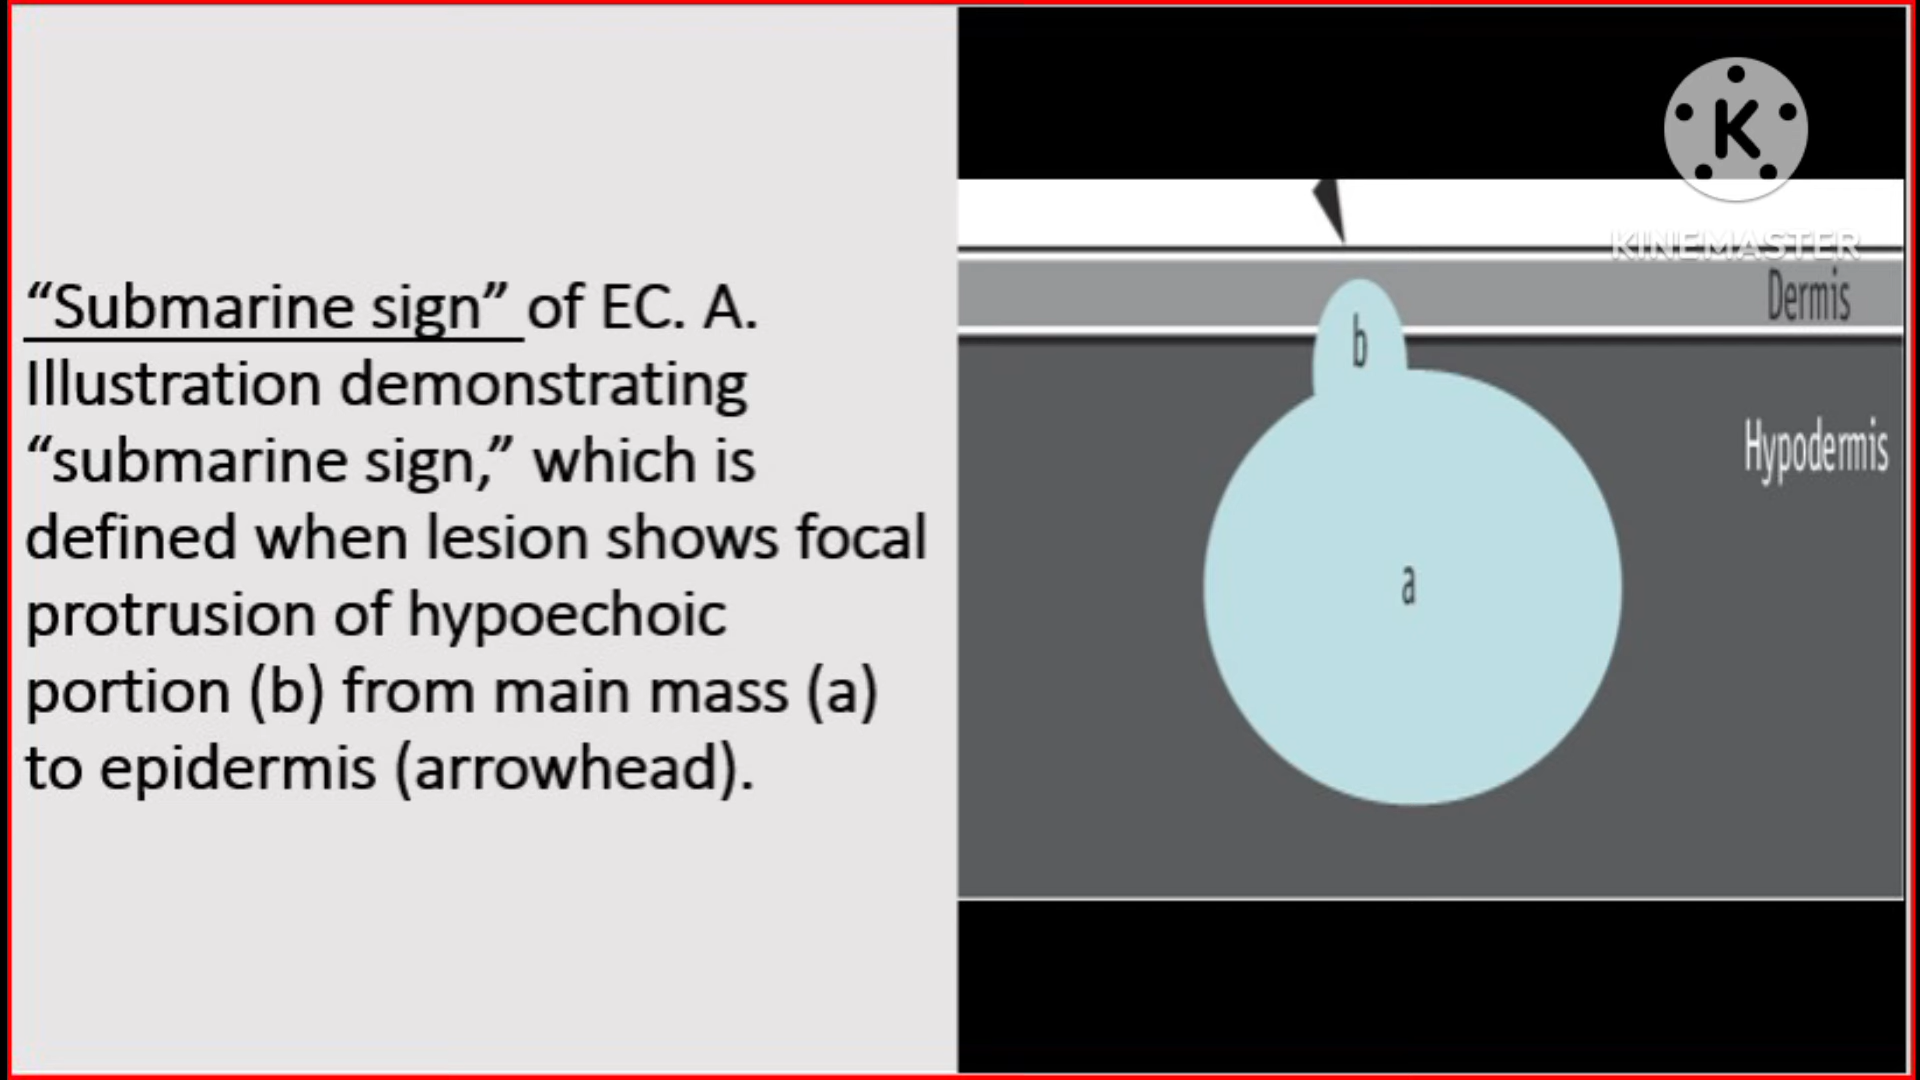 “Submarine sign” of EC. A.
Illustration demonstrating
“submarine sign,” which is
defined when lesion shows focal
protrusion of hypoechoic
portion (b) from main mass (a)
to epidermis (arrowhead).
K
KINEMASTER
Dermis
b
Hypodermis
a